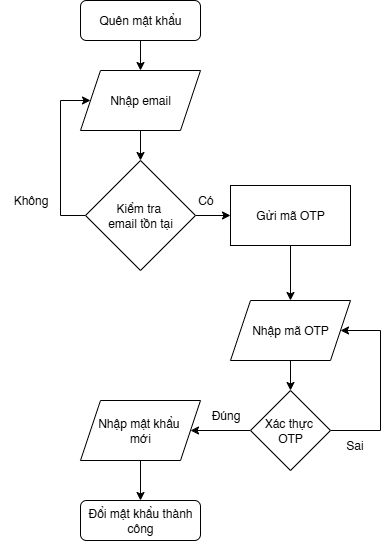 Quên mật khẩu
Nhập email
Không
Kiểm tra
email tồn tại
Có
Gửi mã OTP
Nhập mã OTP
Nhập mật khẩu
mới
Đúng
Xác thực
OTP
Sai
Đổi mật khẩu thành
công